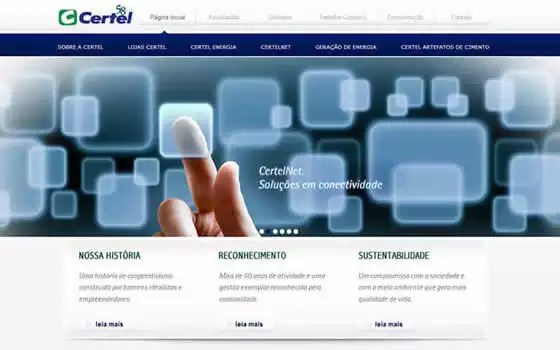 58
Certel
Página inicial
Associados
Unidades
Trabalhe Conosco
Comunicação
Contato
SOBRE A CERTEL
LOJAS CERTEL
CERTEL ENERGIA
CERTELNET
GERAÇÃO DE ENERGIA
CERTEL ARTEFATOS DE CIMENTO
CertelNet.
Soluções em conectividade
NOSSA HISTÓRIA
Uma história de cooperativismo
construída por homens idealistas e
empreendedores.
leia mais
RECONHECIMENTO
Mais de 50 anos de atividade e uma
gestão exemplar reconhecida pela
comunidade.
leia mais
SUSTENTABILIDADE
Um compromisso com a sociedade e
com o meio ambiente que gera mais
qualidade de vida.
leia mais